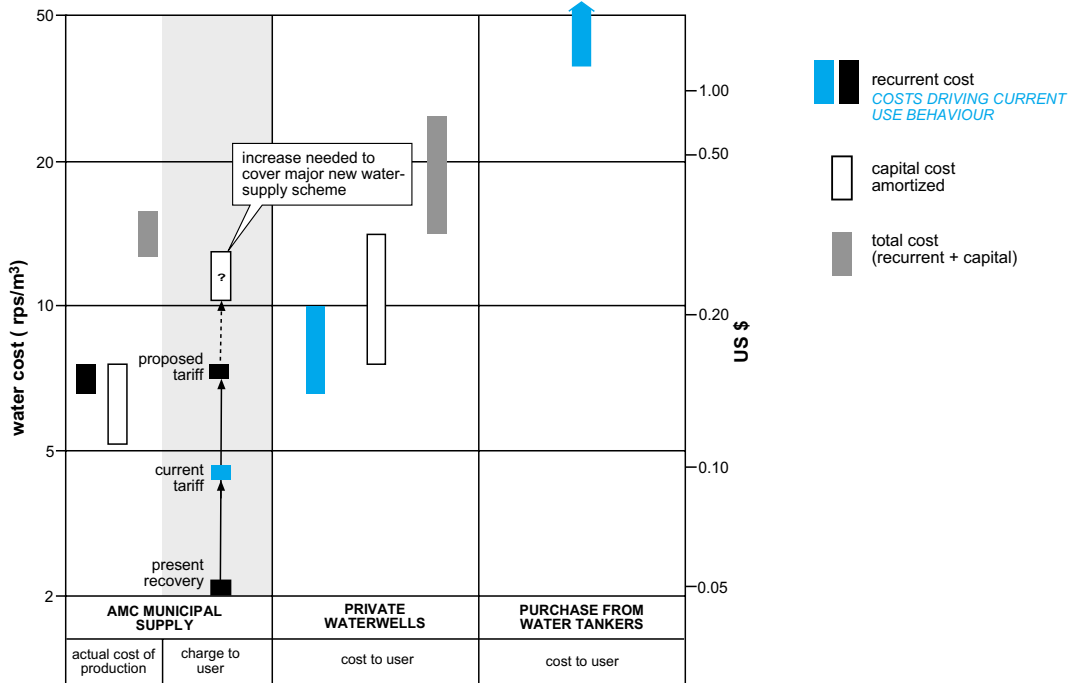 50
20
10
5
2
water cost ( rps/m³)
increase needed to
cover major new water-
supply scheme
?
proposed
tariff
current
tariff
present
recovery
1.00
0.50
0.20
0.10
0.05
US $
AMC MUNICIPAL
SUPPLY
PRIVATE
WATERWELLS
PURCHASE FROM
WATER TANKERS
actual cost of
production
charge to
user
cost to user
cost to user
recurrent cost
COSTS DRIVING CURRENT
USE BEHAVIOUR
capital cost
amortized
total cost
(recurrent + capital)